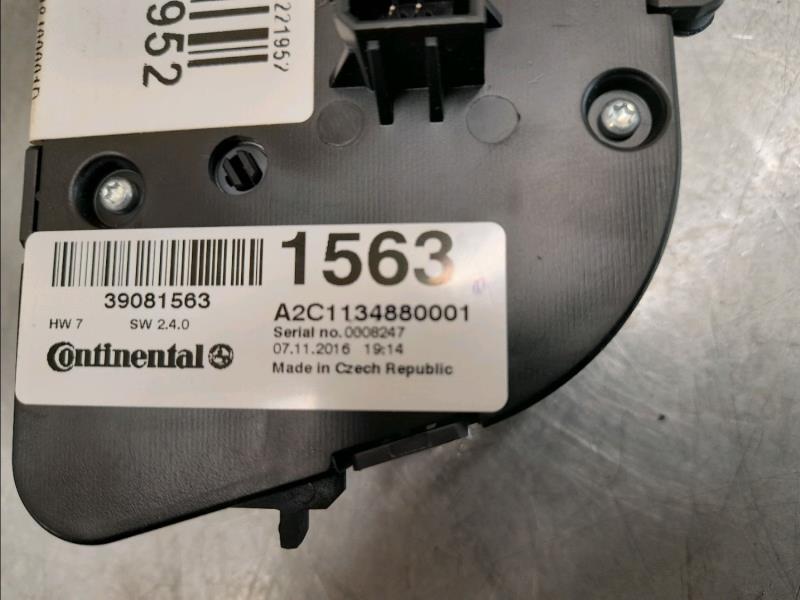 952
39081563
HW 7 SW 2.4.0
Continental
1563
A2C1134880001
Serial no. 0008247
07.11.2016 19:14
Made in Czech Republic